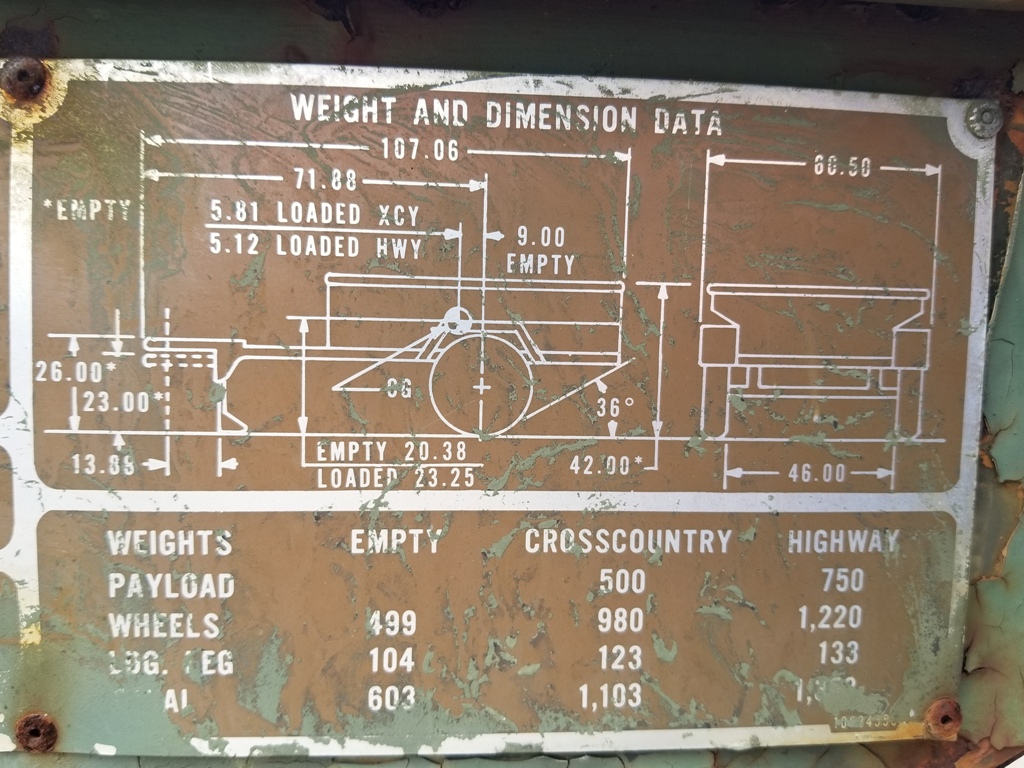 WEIGHT AND DIMENSION DATA
107.06
60.50
71.88
*EMPTY
5.81 LOADED XCY
5.12 LOADED HWY
9.00
EMPTY
26.00*
23.00*
CG
36°
13.89
EMPTY 20.38
LOADED 23.25
42.00*
46.00
WEIGHTS EMPTY CROSSCOUNTRY HIGHWAY
PAYLOAD 500 750
WHEELS 499 980 1,220
104 123 133
603 1,103